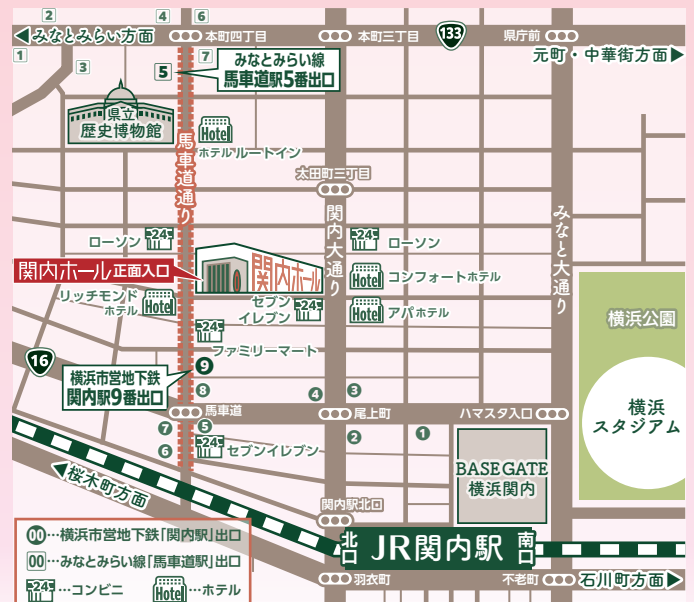 2
4
6
みなとみらい方面
本町四丁目
本町三丁目
133
県庁前
1
3
5
7
みなとみらい線
馬車道駅5番出口
元町・中華街方面
県立
歴史博物館
馬車道通り
Hotel
ホテル ルートイン
太田町三丁目
関内大通り
みなと大通り
ローソン
24
関内ホール
24
ローソン
関内ホール 正面入口
Hotel
コンフォートホテル
リッチモンド
ホテル
Hotel
セブン
イレブン
24
Hotel
アパホテル
横浜公園
24
ファミリーマート
16
9
横浜市営地下鉄
関内駅9番出口
8
4
3
横浜
スタジアム
馬車道
尾上町
ハマスタ入口
7
5
6
24
セブンイレブン
2
1
BASEGATE
横浜関内
桜木町方面
関内駅北口
北口
JR関内駅
南口
羽衣町
不老町
石川町方面
00…横浜市営地下鉄「関内駅」出口
00…みなとみらい線「馬車道駅」出口
24…コンビニ
Hotel…ホテル